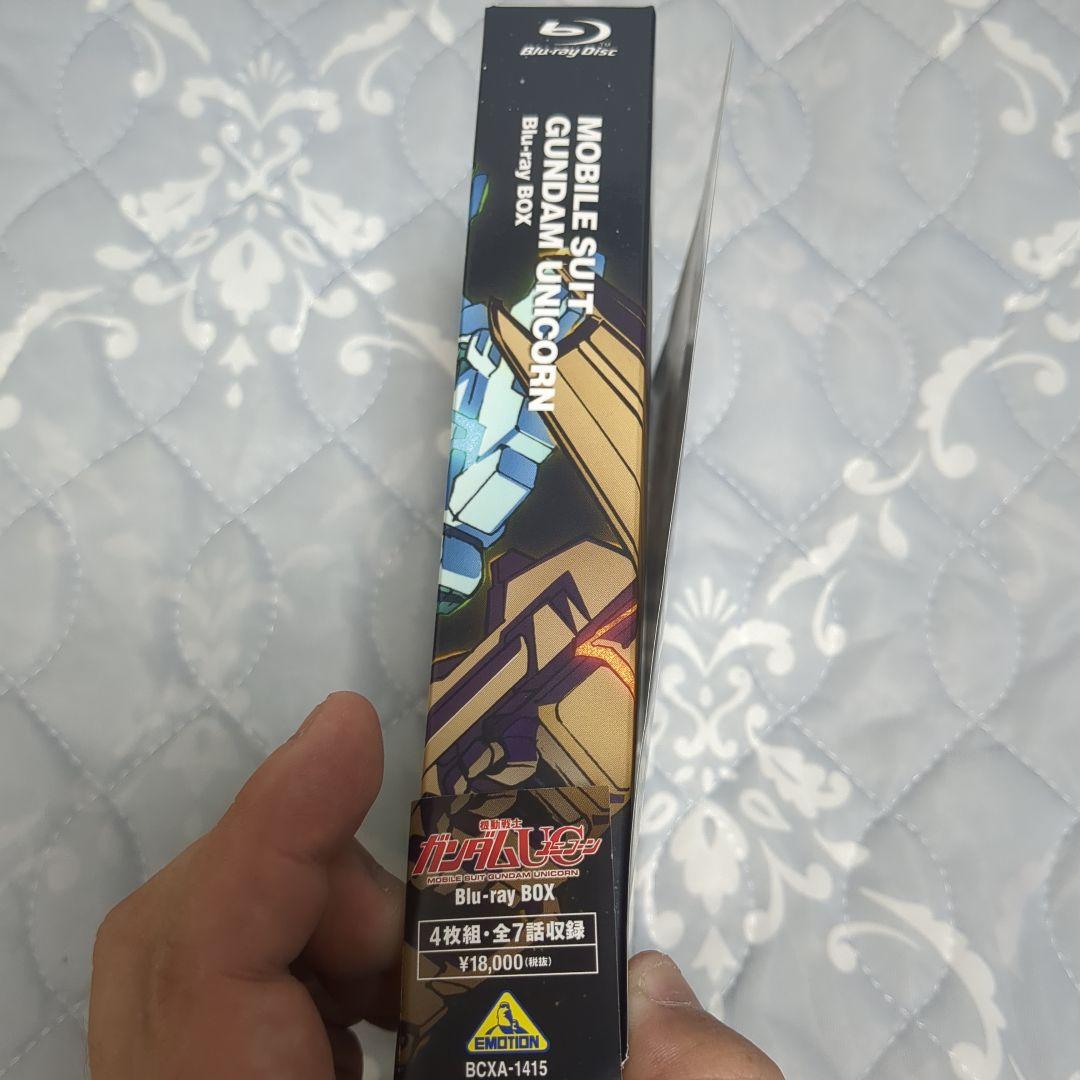 Blu-ray Disc™
MOBILE SUIT
GUNDAM UNICORN
Blu-ray BOX
機動戦士
ガンダムUC
ユニコーン
MOBILE SUIT GUNDAM UNICORN
Blu-ray BOX
4枚組・全7話収録
¥18,000(税抜)
EMOTION
BCXA-1415